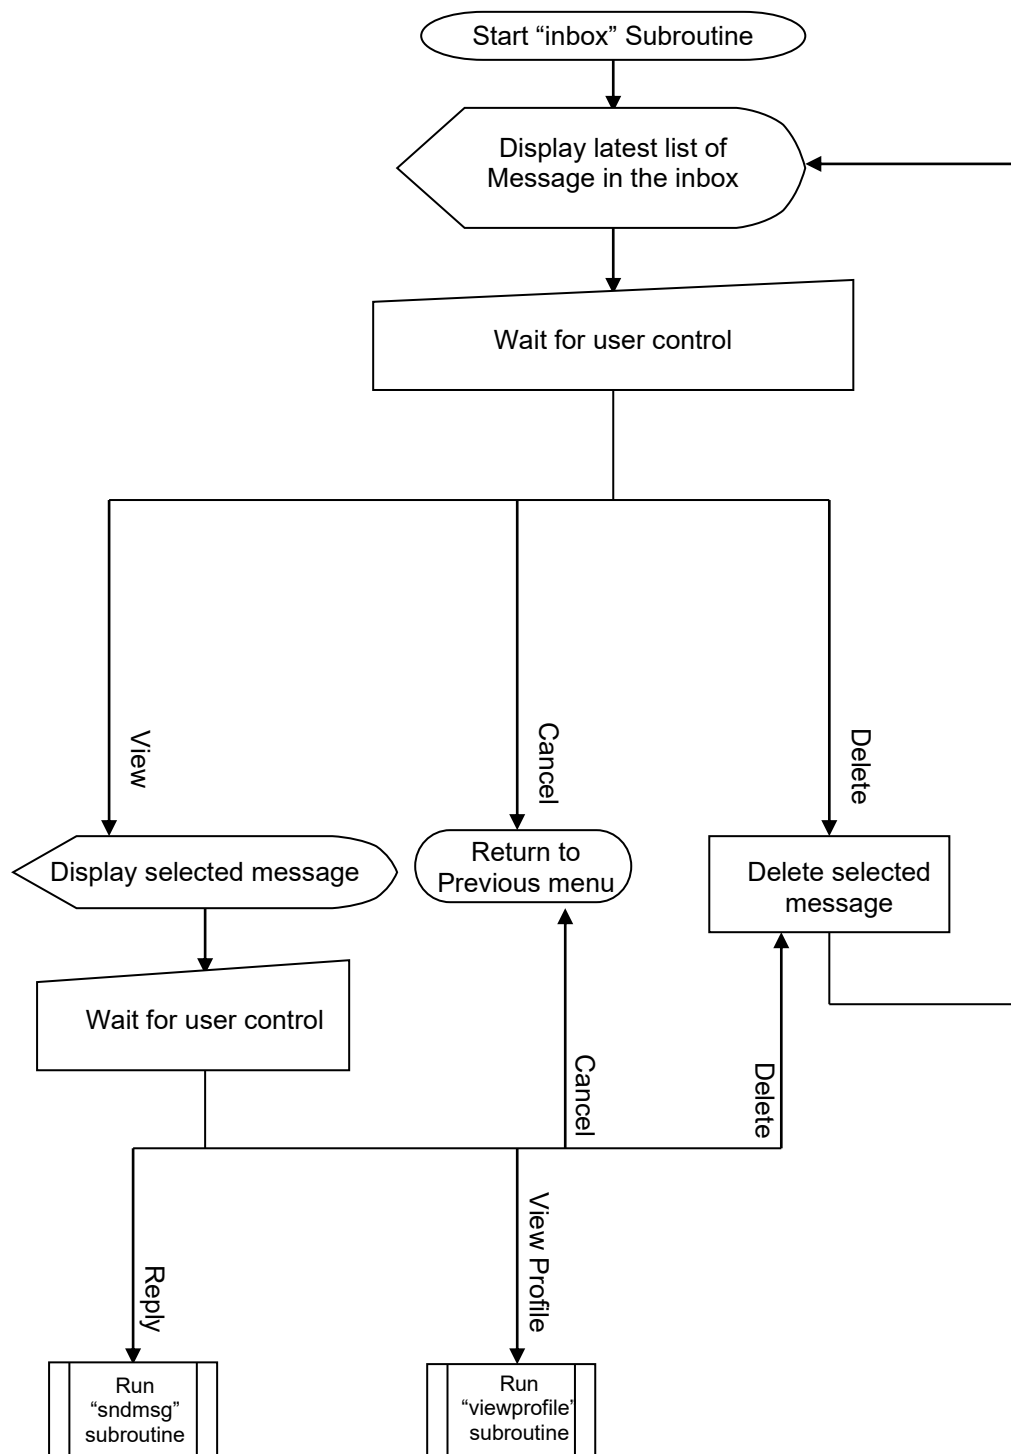 Start “inbox” Subroutine
Display latest list of
Message in the inbox
Wait for user control
View
Cancel
Delete
Display selected message
Return to
Previous menu
Delete selected
message
Wait for user control
Cancel
Delete
Reply
View Profile
Run
“sndmsg”
subroutine
Run
“viewprofile”
subroutine